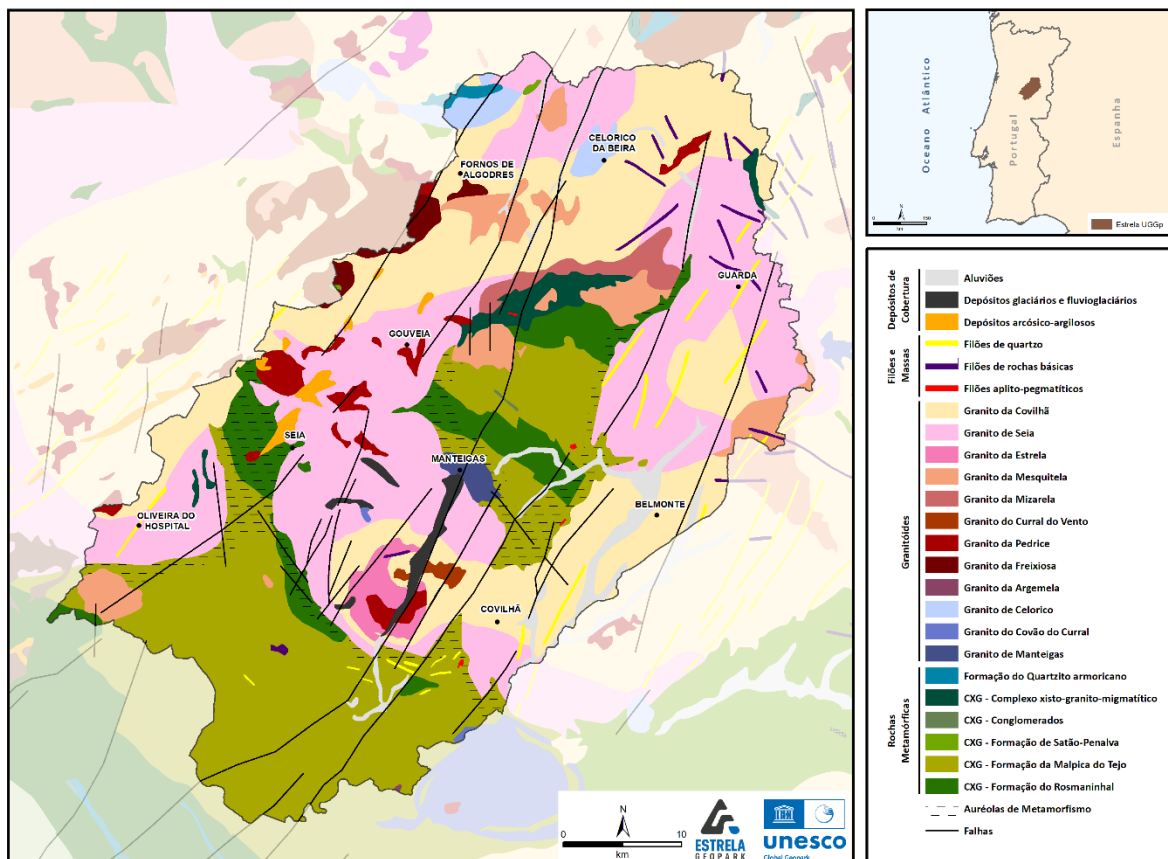 FORNOS DE
ALGODRES
CELORICO
DA BEIRA
GUARDA
GOUVEIA
SEIA
MANTEIGAS
OLIVEIRA DO
HOSPITAL
BELMONTE
COVILHÃ
N
0
10
km
ESTRELA
GEOPARK
unesco
Global Geopark
Oceano Atlântico
Portugal
Espanha
N
0
150
km
Estrela UGGp
Depósitos de
Cobertura
Aluviões
Depósitos glaciários e fluvioglaciários
Depósitos arcósico-argilosos
Filões e
Massas
Filões de quartzo
Filões de rochas básicas
Filões aplito-pegmatíticos
Granitóides
Granito da Covilhã
Granito de Seia
Granito da Estrela
Granito da Mesquitela
Granito da Mizarela
Granito do Curral do Vento
Granito da Pedrice
Granito da Freixiosa
Granito da Argemela
Granito de Celorico
Granito do Covão do Curral
Granito de Manteigas
Rochas
Metamórficas
Formação do Quartzito armoricano
CXG - Complexo xisto-granito-migmatítico
CXG - Conglomerados
CXG - Formação de Satão-Penalva
CXG - Formação da Malpica do Tejo
CXG - Formação do Rosmaninhal
Auréolas de Metamorfismo
Falhas